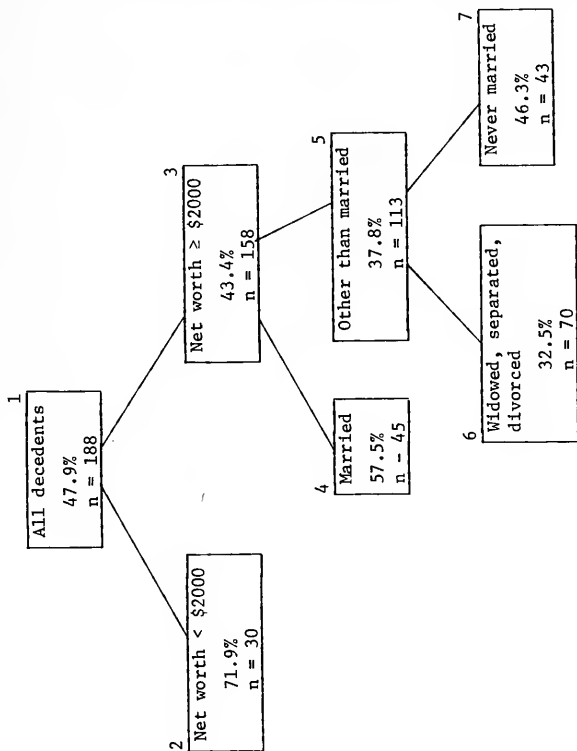 1
All decedents
47.9%
n = 188
2
Net worth < $2000
71.9%
n = 30
3
Net worth ≥ $2000
43.4%
n = 158
4
Married
57.5%
n - 45
5
Other than married
37.8%
n = 113
6
Widowed, separated,
divorced
32.5%
n = 70
7
Never married
46.3%
n = 43